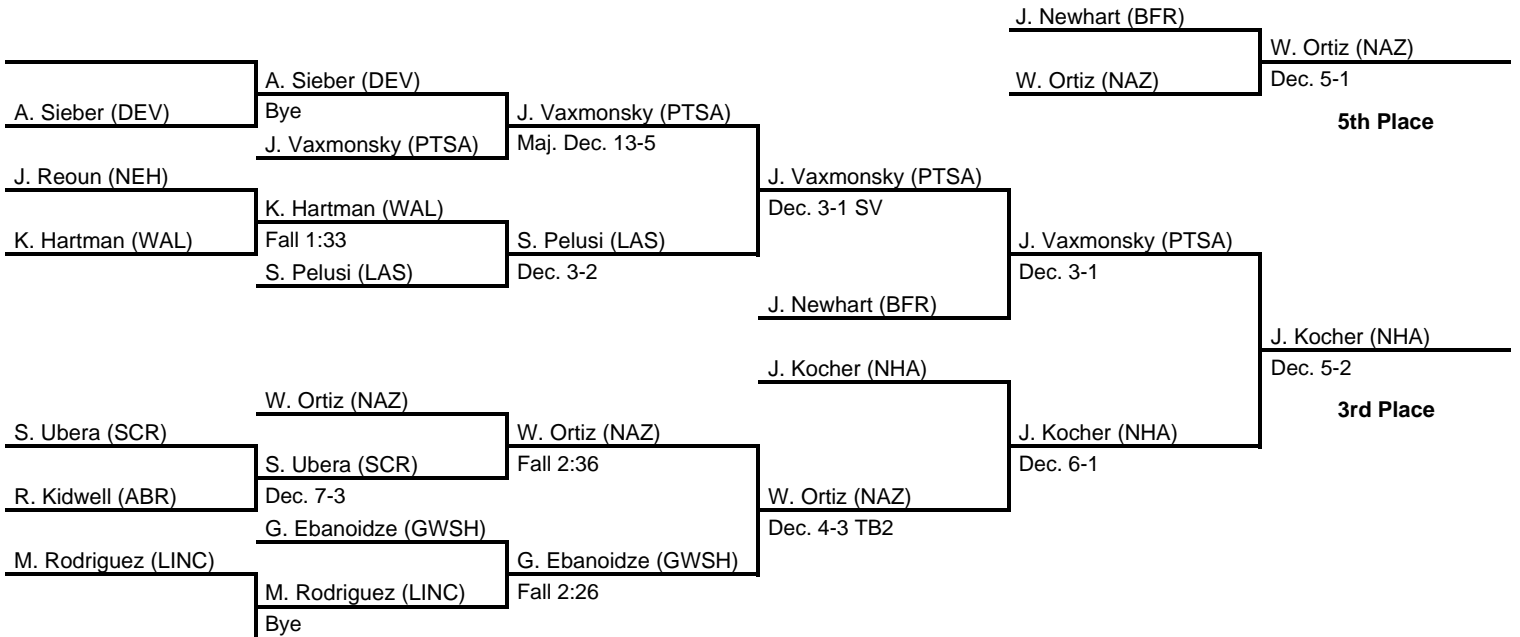 J. Newhart (BFR)
W. Ortiz (NAZ)
A. Sieber (DEV)
W. Ortiz (NAZ)
Dec. 5-1
A. Sieber (DEV)
Bye
J. Vaxmonsky (PTSA)
5th Place
J. Vaxmonsky (PTSA)
Maj. Dec. 13-5
J. Reoun (NEH)
J. Vaxmonsky (PTSA)
K. Hartman (WAL)
Dec. 3-1 SV
K. Hartman (WAL)
Fall 1:33
S. Pelusi (LAS)
J. Vaxmonsky (PTSA)
S. Pelusi (LAS)
Dec. 3-2
Dec. 3-1
J. Newhart (BFR)
J. Kocher (NHA)
J. Kocher (NHA)
Dec. 5-2
W. Ortiz (NAZ)
3rd Place
S. Ubera (SCR)
W. Ortiz (NAZ)
J. Kocher (NHA)
S. Ubera (SCR)
Fall 2:36
Dec. 6-1
R. Kidwell (ABR)
Dec. 7-3
W. Ortiz (NAZ)
G. Ebanoidze (GWSH)
Dec. 4-3 TB2
M. Rodriguez (LINC)
G. Ebanoidze (GWSH)
M. Rodriguez (LINC)
Fall 2:26
Bye